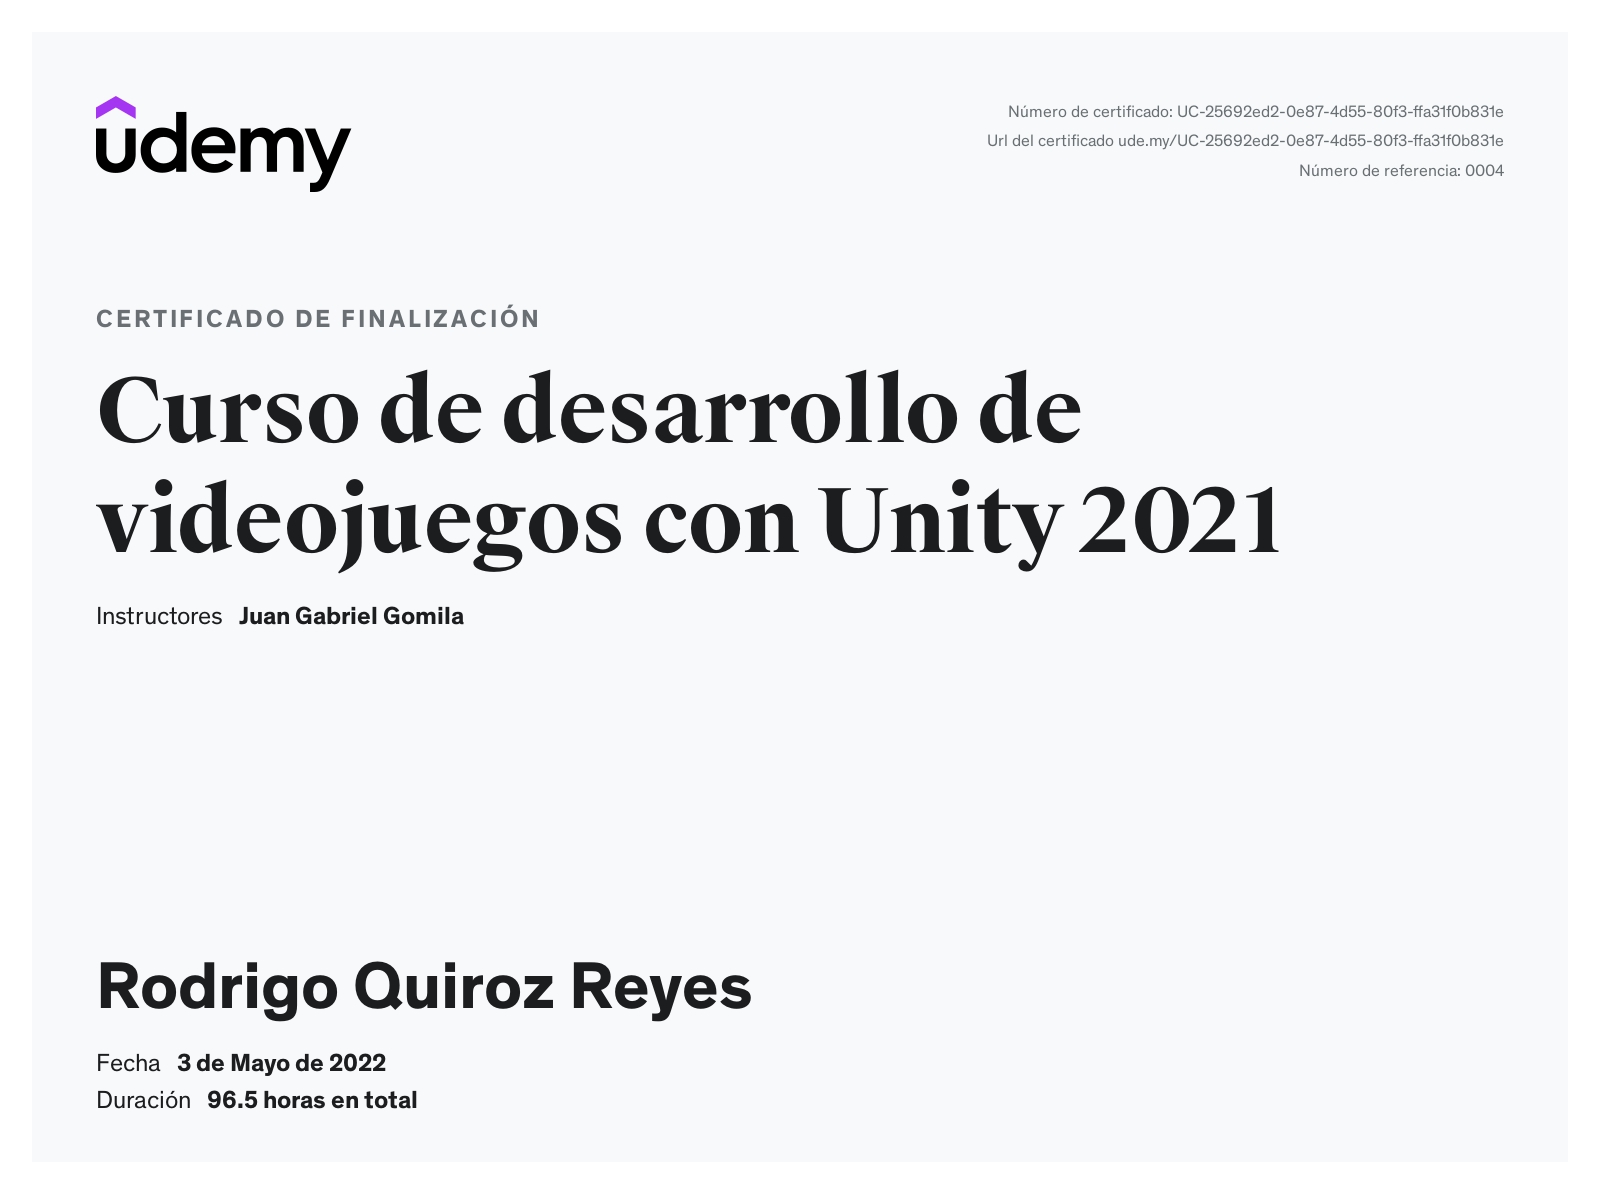 udemy
Número de certificado: UC-25692ed2-0e87-4d55-80f3-ffa31f0b831e
Url del certificado ude.my/UC-25692ed2-0e87-4d55-80f3-ffa31f0b831e
Número de referencia: 0004
CERTIFICADO DE FINALIZACIÓN
Curso de desarrollo de
videojuegos con Unity 2021
Instructores Juan Gabriel Gomila
Rodrigo Quiroz Reyes
Fecha 3 de Mayo de 2022
Duración 96.5 horas en total